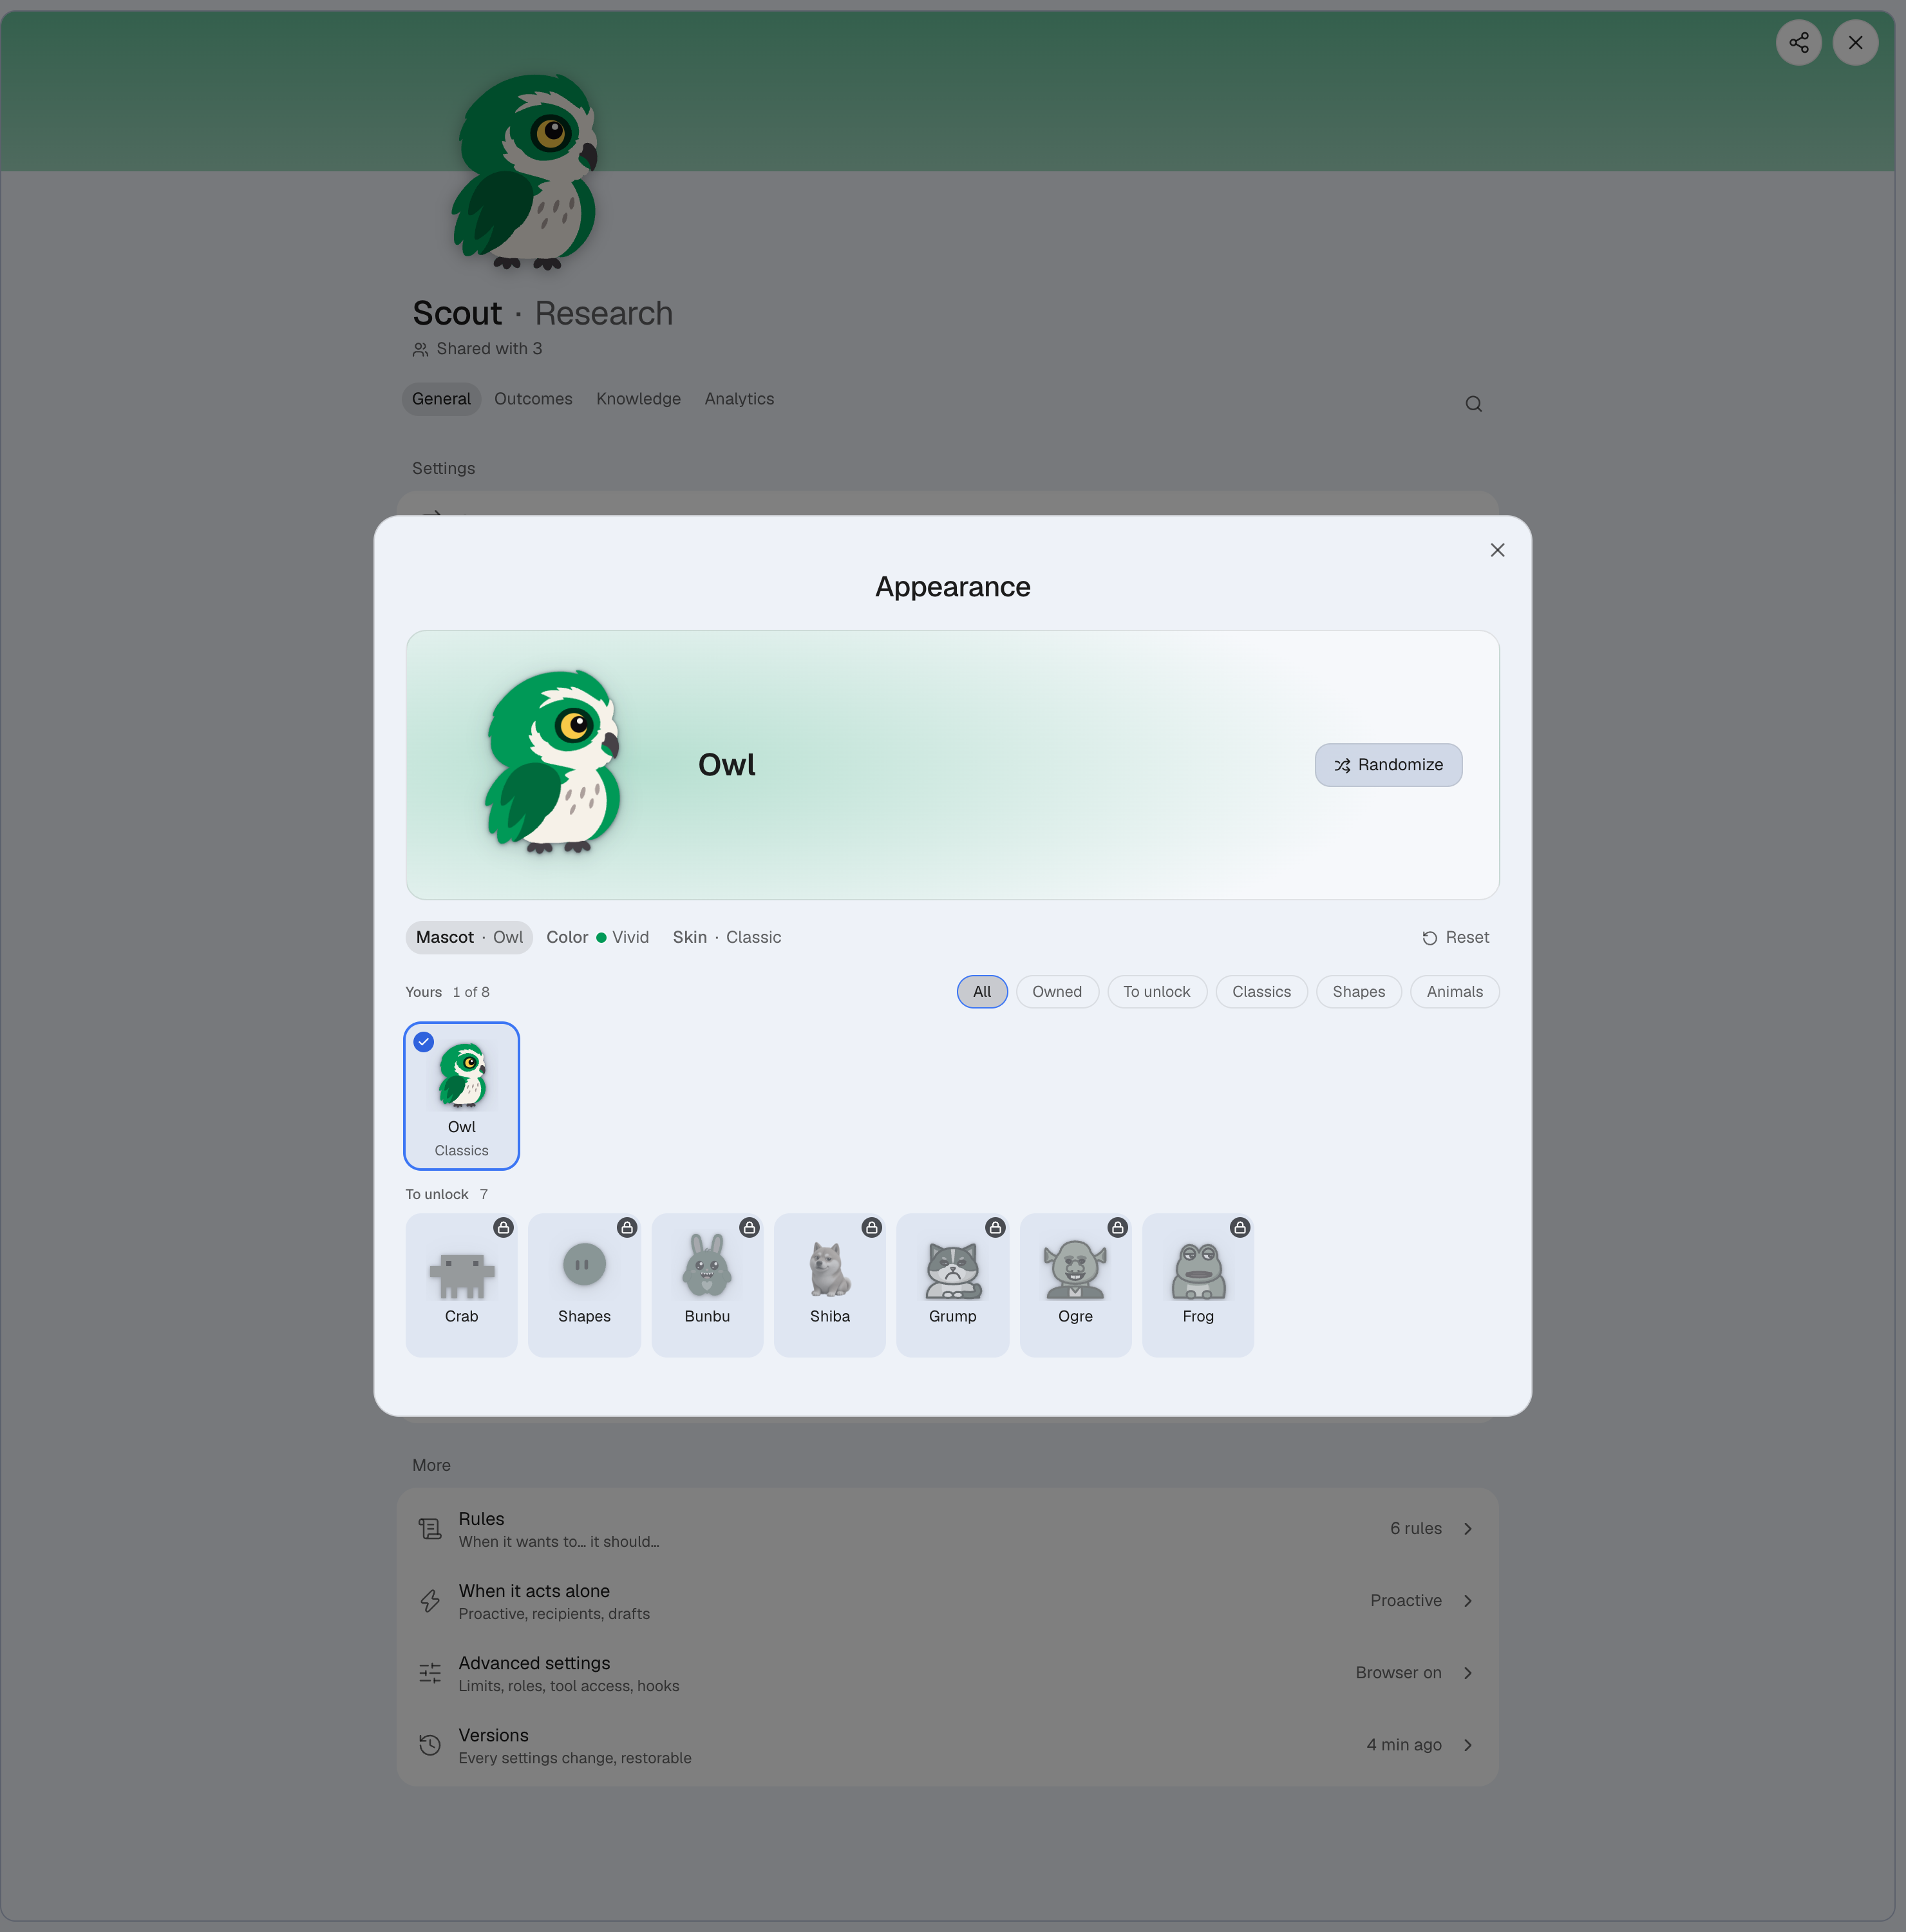 Scout · Research
Shared with 3
General Outcomes Knowledge Analytics
Settings
Appearance
Owl
Randomize
Mascot · Owl Color Vivid Skin · Classic Reset
Yours 1 of 8 All Owned To unlock Classics Shapes Animals
Owl
Classics
To unlock 7
Crab Shapes Bunbu Shiba Grump Ogre Frog
More
Rules
When it wants to... it should...
6 rules
When it acts alone
Proactive, recipients, drafts
Proactive
Advanced settings
Limits, roles, tool access, hooks
Browser on
Versions
Every settings change, restorable
4 min ago